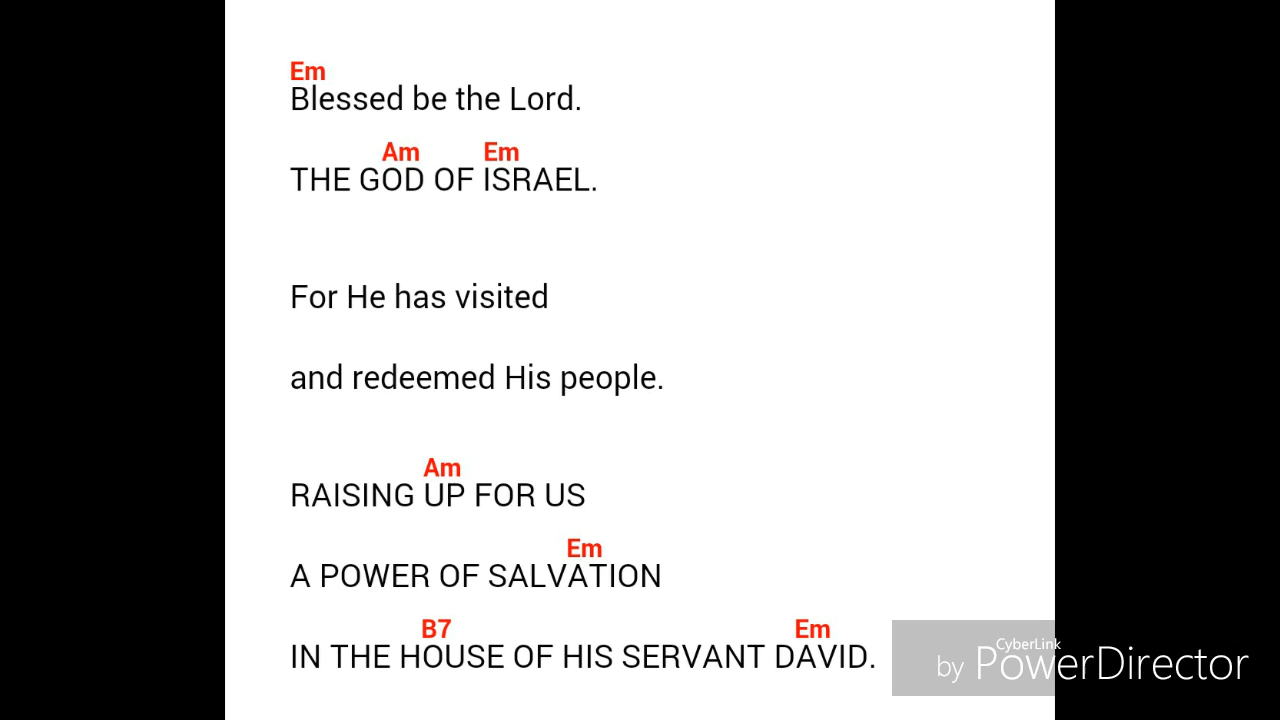 Em
Blessed be the Lord.
Am Em
THE GOD OF ISRAEL.
For He has visited
and redeemed His people.
Am
RAISING UP FOR US
Em
A POWER OF SALVATION
B7 Em
IN THE HOUSE OF HIS SERVANT DAVID.
CyberLink
by PowerDirector